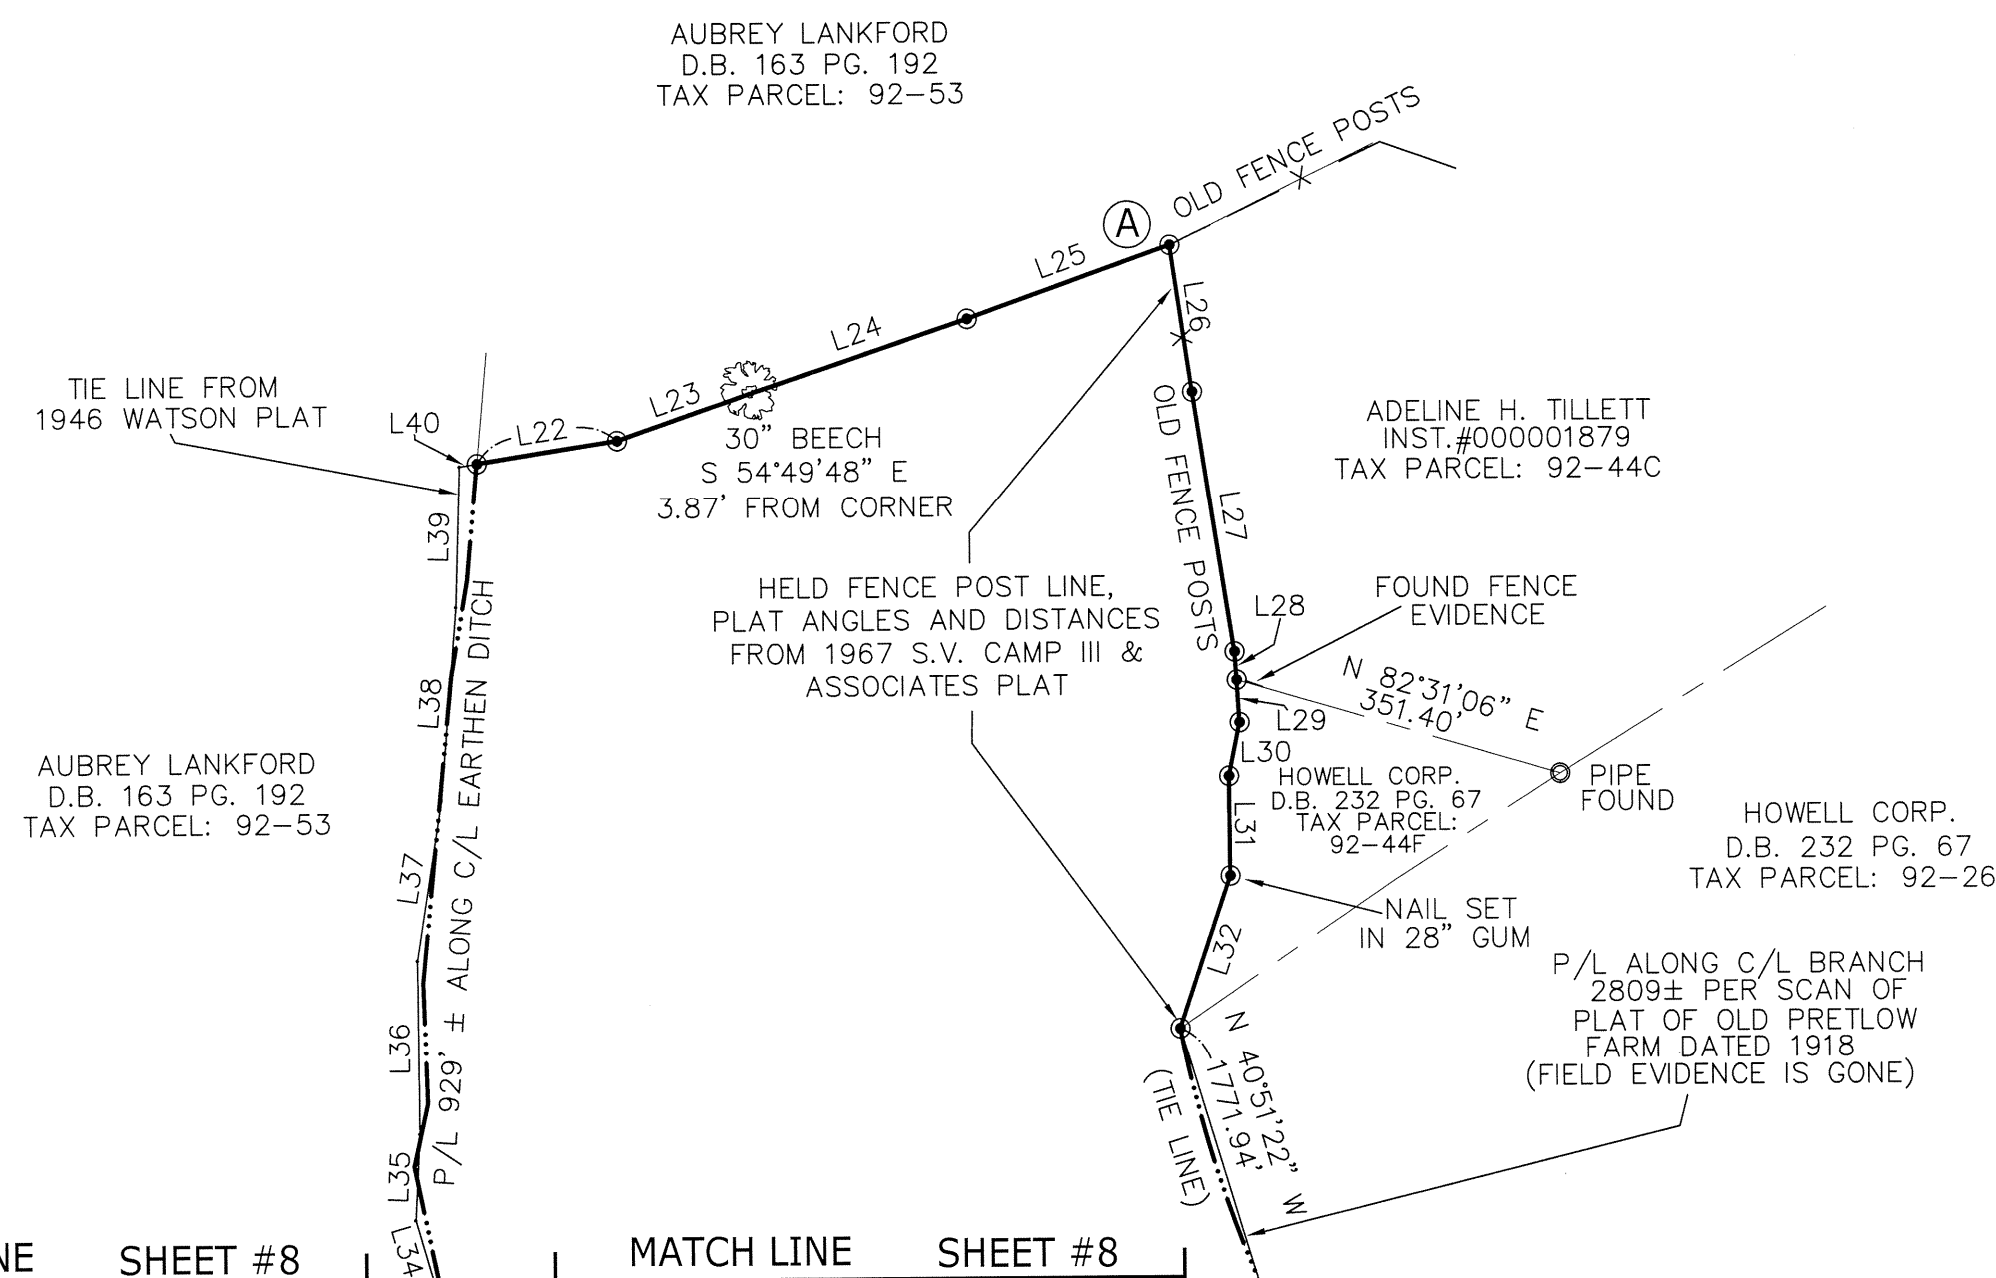 AUBREY LANKFORD
D.B. 163 PG. 192
TAX PARCEL: 92-53
OLD FENCE POSTS
A
L25
L26
L24
TIE LINE FROM
1946 WATSON PLAT
L40
L22
L23
30" BEECH
S 54°49'48" E
3.87' FROM CORNER
OLD FENCE POSTS
ADELINE H. TILLETT
INST.#000001879
TAX PARCEL: 92-44C
L39
L27
HELD FENCE POST LINE,
PLAT ANGLES AND DISTANCES
FROM 1967 S.V. CAMP III &
ASSOCIATES PLAT
L28
FOUND FENCE
EVIDENCE
N 82°31'06" E
351.40'
L29
L30
L38
P/L 929' ± ALONG C/L EARTHEN DITCH
AUBREY LANKFORD
D.B. 163 PG. 192
TAX PARCEL: 92-53
HOWELL CORP.
D.B. 232 PG. 67
TAX PARCEL:
92-44F
L31
PIPE
FOUND
HOWELL CORP.
D.B. 232 PG. 67
TAX PARCEL: 92-26
L37
NAIL SET
IN 28" GUM
L32
P/L ALONG C/L BRANCH
2809± PER SCAN OF
PLAT OF OLD PRETLOW
FARM DATED 1918
(FIELD EVIDENCE IS GONE)
L36
N 40°51'22" W
1771.94'
(TIE LINE)
L35
L34
NE SHEET #8
MATCH LINE SHEET #8